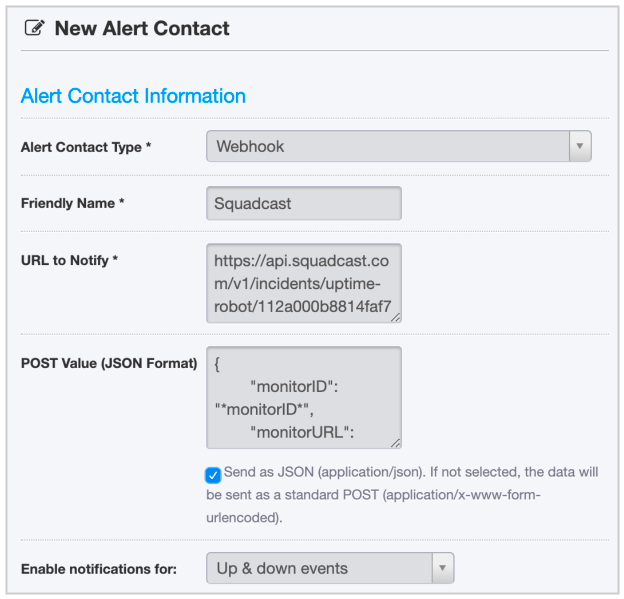 New Alert Contact
Alert Contact Information
Alert Contact Type *
Webhook
Friendly Name *
Squadcast
URL to Notify *
https://api.squadcast.co
m/v1/incidents/uptime-
robot/112a000b8814faf7
POST Value (JSON Format)
{
"monitorID":
"*monitorID*",
"monitorURL":
Send as JSON (application/json). If not selected, the data will
be sent as a standard POST (application/x-www-form-
urlencoded).
Enable notifications for:
Up & down events